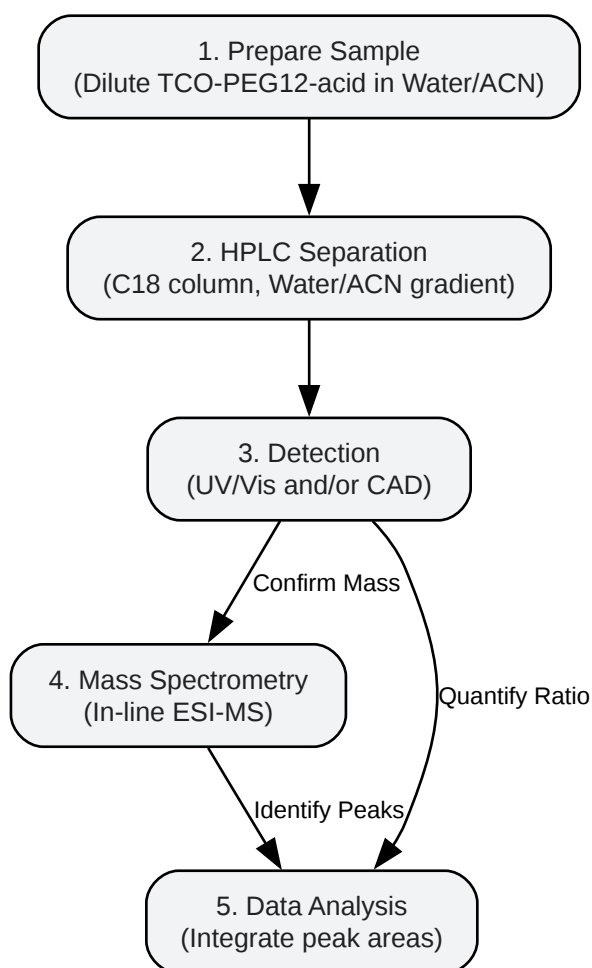 1. Prepare Sample
(Dilute TCO-PEG12-acid in Water/ACN)
2. HPLC Separation
(C18 column, Water/ACN gradient)
3. Detection
(UV/Vis and/or CAD)
Confirm Mass
4. Mass Spectrometry
(In-line ESI-MS)
Quantify Ratio
Identify Peaks
5. Data Analysis
(Integrate peak areas)